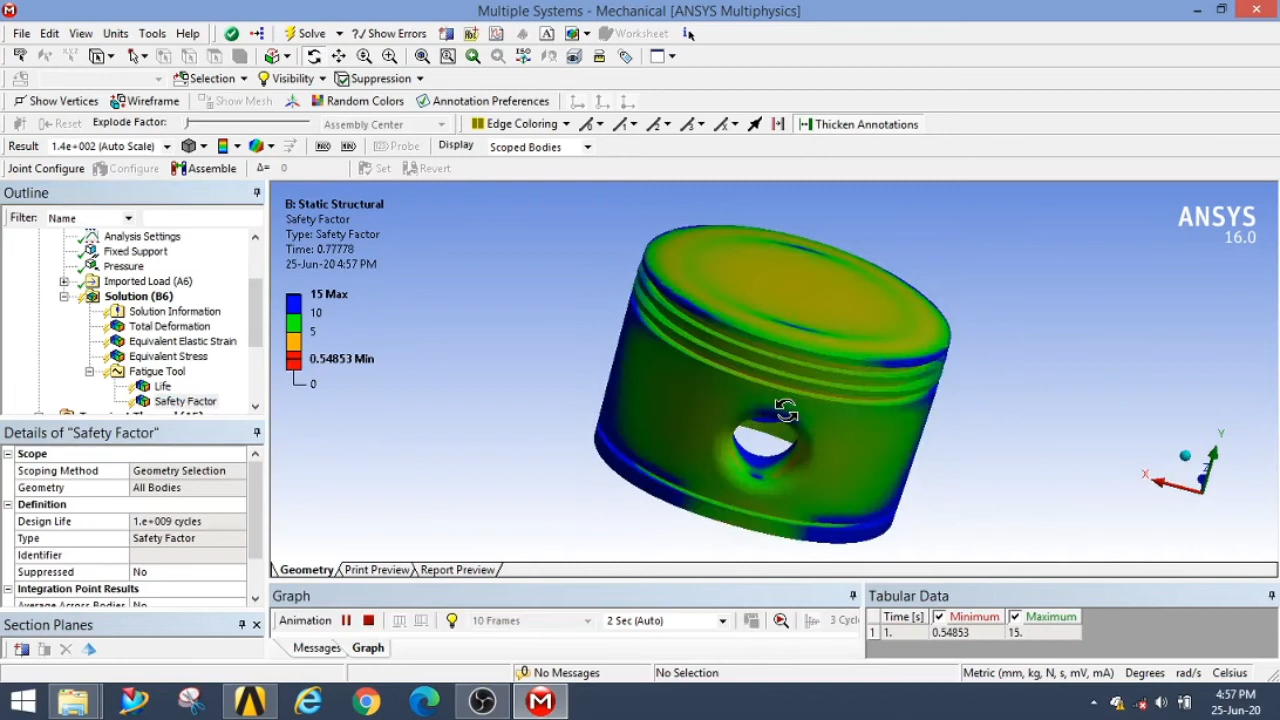 Multiple Systems - Mechanical [ANSYS Multiphysics]
File Edit View Units Tools Help Solve ?/ Show Errors Worksheet
Selection Visibility Suppression
Show Vertices Wireframe Show Mesh Random Colors Annotation Preferences
Reset Explode Factor: Assembly Center Edge Coloring Thicken Annotations
Result 1.4e+002 (Auto Scale) Probe Display Scoped Bodies
Joint Configure Configure Assemble Δ= 0 Set Revert
Outline
Filter: Name
Analysis Settings
Fixed Support
Pressure
Imported Load (A6)
Solution (B6)
Solution Information
Total Deformation
Equivalent Elastic Strain
Equivalent Stress
Fatigue Tool
Life
Safety Factor
Details of "Safety Factor"
Scope
Scoping Method Geometry Selection
Geometry All Bodies
Definition
Design Life 1.e+009 cycles
Type Safety Factor
Identifier
Suppressed No
Integration Point Results
Average Across Bodies No
Section Planes
B: Static Structural
Safety Factor
Type: Safety Factor
Time: 0.77778
25-Jun-20 4:57 PM
15 Max
10
5
0.54853 Min
0
ANSYS
16.0
Y
X
Z
Geometry Print Preview Report Preview
Graph
Animation 10 Frames 2 Sec (Auto) 3 Cycl
Messages Graph
Tabular Data
Time [s] Minimum Maximum
1 1. 0.54853 15.
No Messages No Selection Metric (mm, kg, N, s, mV, mA) Degrees rad/s Celsius
4:57 PM
25-Jun-20